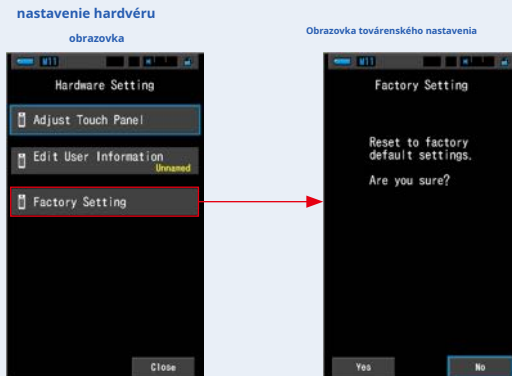 nastavenie hardvéru
obrazovka
M11
Hardware Setting
Adjust Touch Panel
Edit User Information
Unnamed
Factory Setting
Close
Obrazovka továrenského nastavenia
M11
Factory Setting
Reset to factory
default settings.
Are you sure?
Yes
No